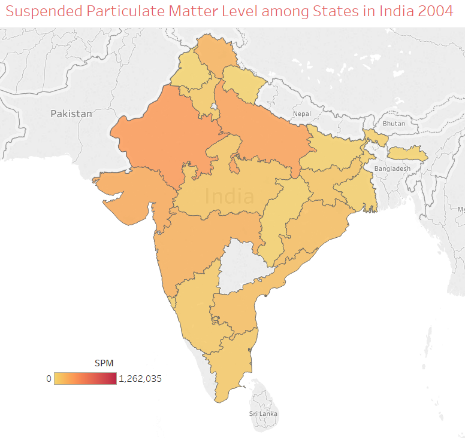 Suspended Particulate Matter Level among States in India 2004
Pakistan
Nepal
Bhutan
Bangladesh
India
SPM
0
1,262,035
Sri Lanka